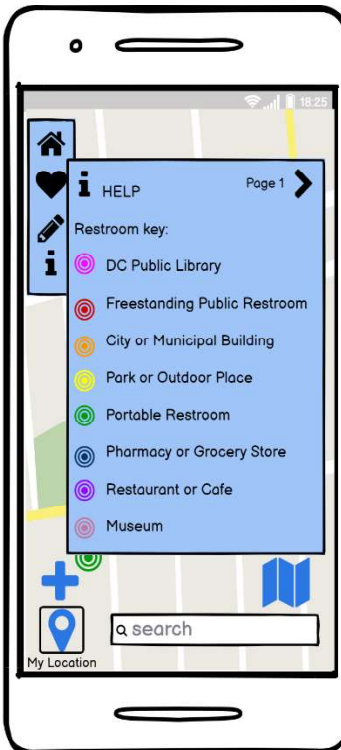 18:25
i HELP
Page 1
Restroom key:
DC Public Library
Freestanding Public Restroom
City or Municipal Building
Park or Outdoor Place
Portable Restroom
Pharmacy or Grocery Store
Restaurant or Cafe
Museum
search
My Location